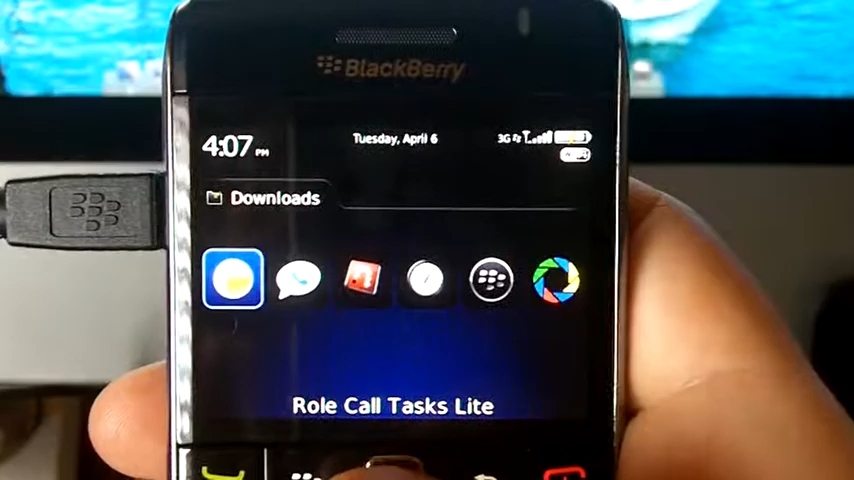 BlackBerry
4:07 PM
Tuesday, April 6
3G
Downloads
Role Call Tasks Lite